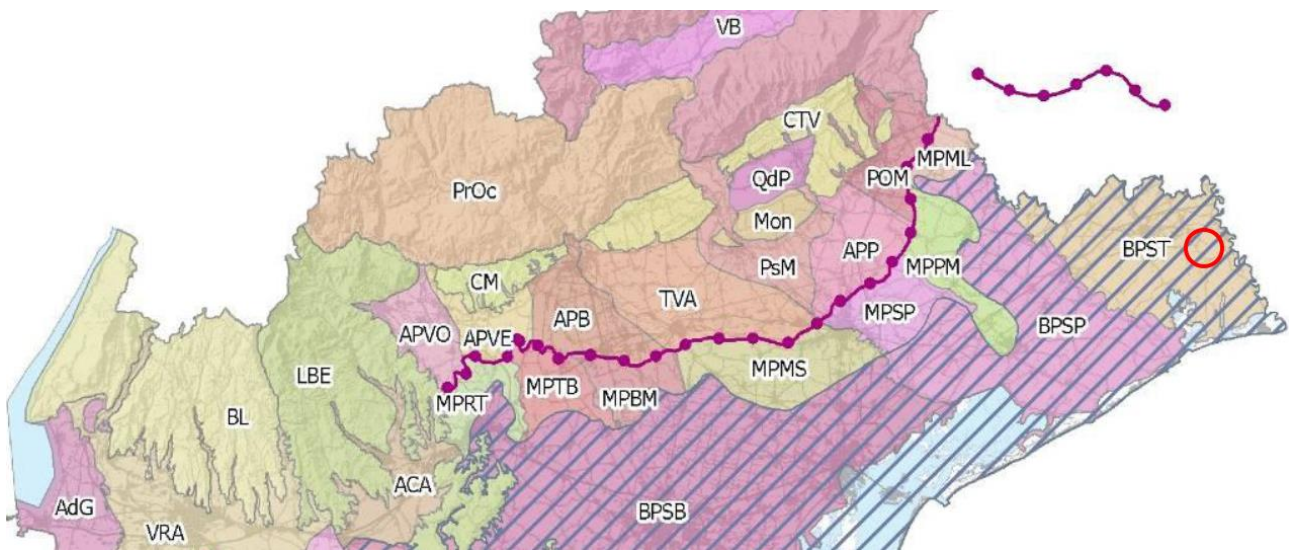 VB
CTV
MPML
QdP
POM
PrOc
Mon
BPST
APP
PsM
MPPM
CM
TVA
MPSP
APVO
APB
BPSP
APVE
LBE
MPMS
MPTB
MPRT
MPBM
BL
ACA
AdG
BPSB
VRA